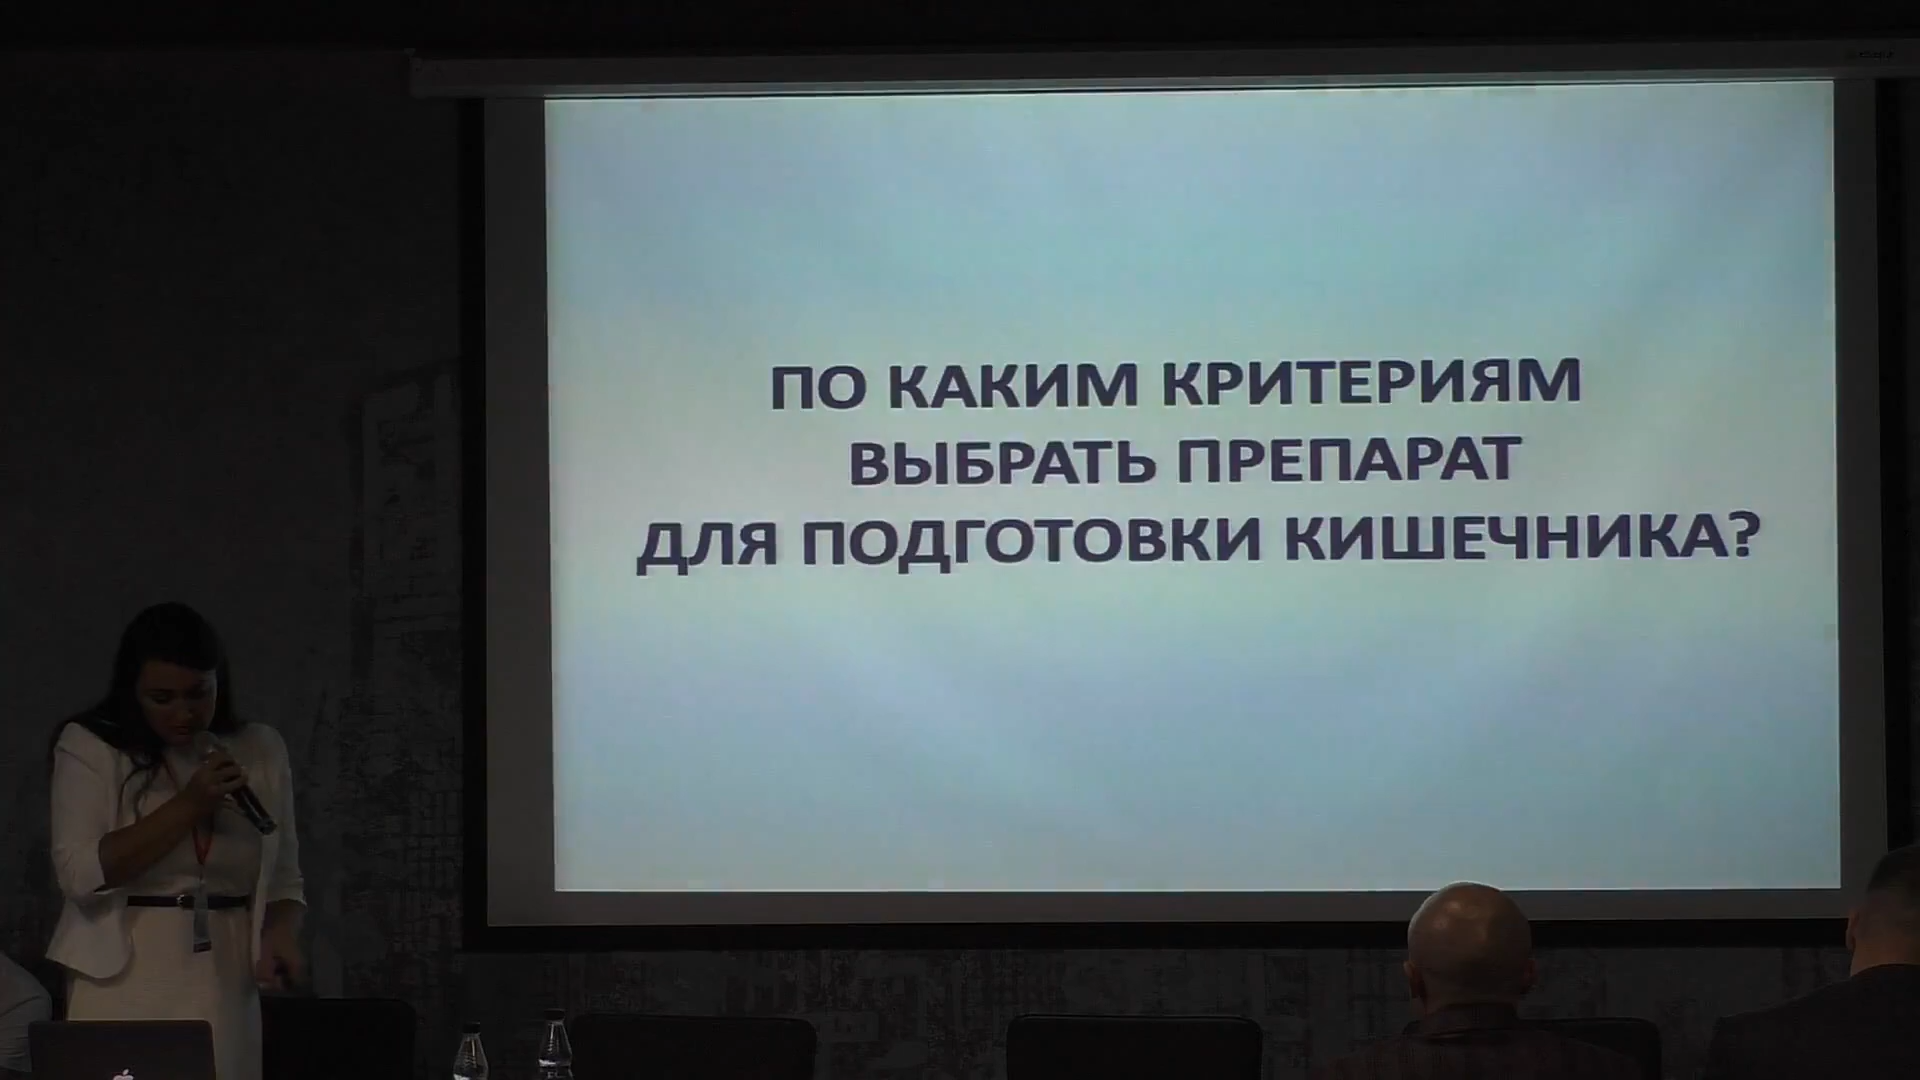 ПО КАКИМ КРИТЕРИЯМ
ВЫБРАТЬ ПРЕПАРАТ
ДЛЯ ПОДГОТОВКИ КИШЕЧНИКА?